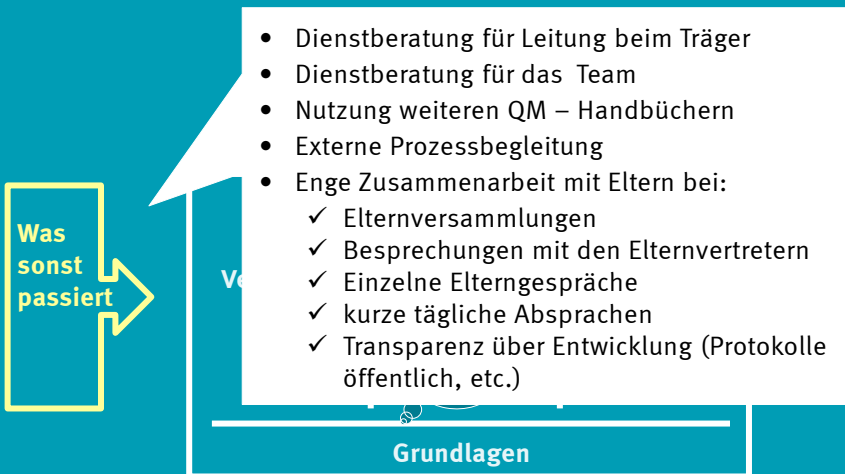 • Dienstberatung für Leitung beim Träger
• Dienstberatung für das Team
• Nutzung weiteren QM – Handbüchern
• Externe Prozessbegleitung
• Enge Zusammenarbeit mit Eltern bei:
✓ Elternversammlungen
✓ Besprechungen mit den Elternvertretern
✓ Einzelne Elterngespräche
✓ kurze tägliche Absprachen
✓ Transparenz über Entwicklung (Protokolle
öffentlich, etc.)
Was
sonst
passiert
Grundlagen